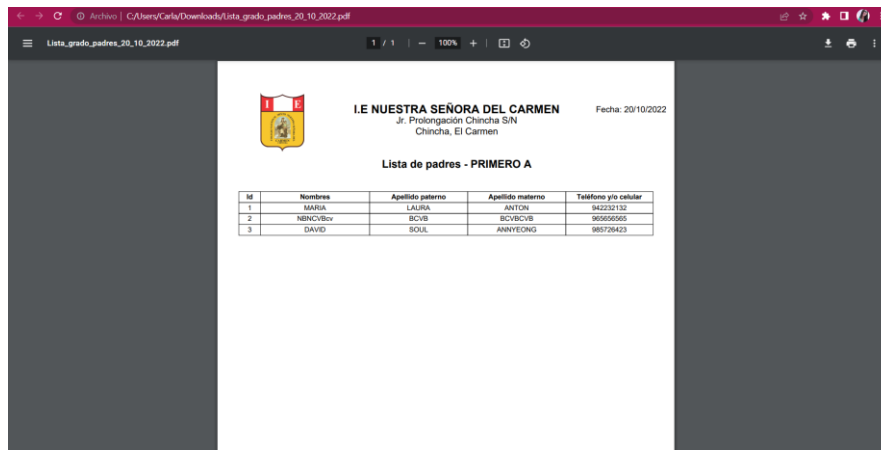 Archivo | C:/Users/Carla/Downloads/Lista_grado_padres_20_10_2022.pdf
Lista_grado_padres_20_10_2022.pdf 1 / 1 | − 100% + |
I E
I.E NUESTRA SEÑORA DEL CARMEN Fecha: 20/10/2022
Jr. Prolongación Chincha S/N
Chincha, El Carmen
Lista de padres - PRIMERO A
Id Nombres Apellido paterno Apellido materno Teléfono y/o celular
1 MARIA LAURA ANTON 942232132
2 NBNCVBcv BCVB BCVBCVB 965656565
3 DAVID SOUL ANNYEONG 985726423